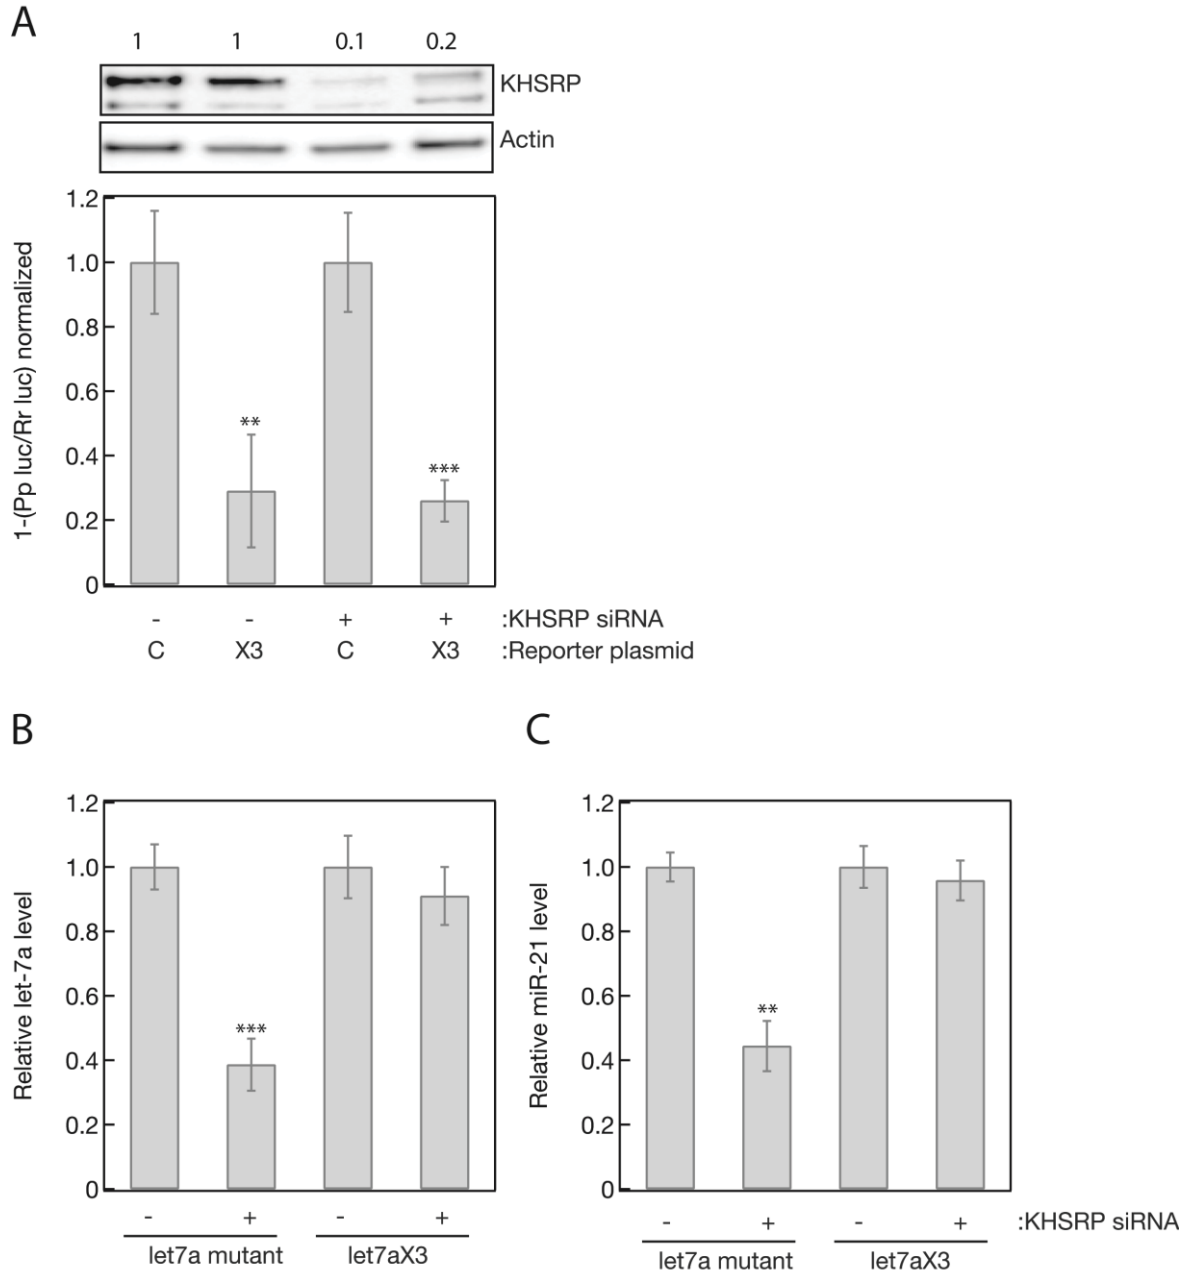 A
1 1 0.1 0.2
KHSRP
Actin
1-(Pp luc/Rr luc) normalized
1.2
1.0
0.8
0.6
0.4
0.2
0
**
***
- - + + :KHSRP siRNA
C X3 C X3 :Reporter plasmid
B
Relative let-7a level
1.2
1.0
0.8
0.6
0.4
0.2
0
***
- + - +
let7a mutant let7aX3
C
Relative miR-21 level
1.2
1.0
0.8
0.6
0.4
0.2
0
**
- + - + :KHSRP siRNA
let7a mutant let7aX3